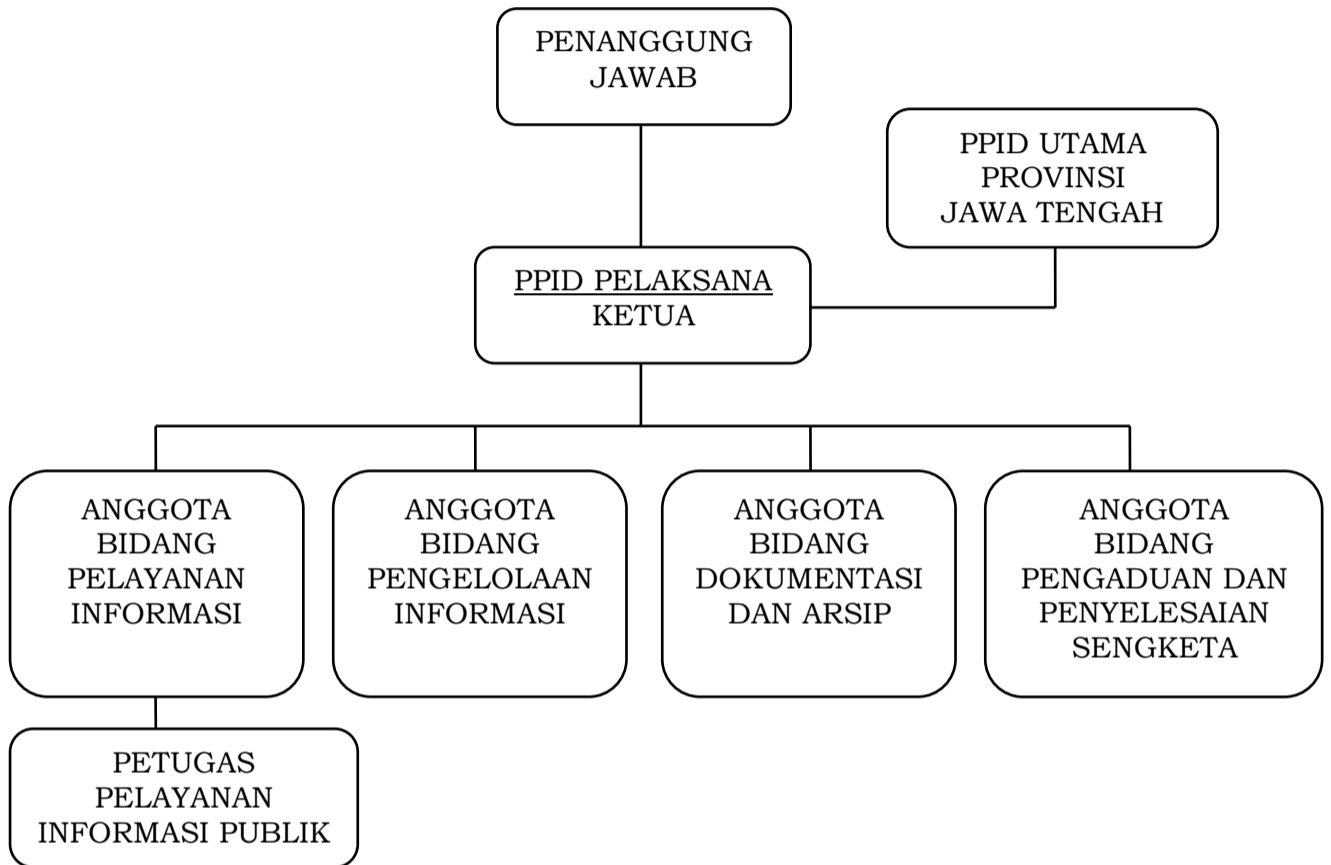 PENANGGUNG
JAWAB
PPID UTAMA
PROVINSI
JAWA TENGAH
PPID PELAKSANA
KETUA
ANGGOTA
BIDANG
PELAYANAN
INFORMASI
ANGGOTA
BIDANG
PENGELOLAAN
INFORMASI
ANGGOTA
BIDANG
DOKUMENTASI
DAN ARSIP
ANGGOTA
BIDANG
PENGADUAN DAN
PENYELESAIAN
SENGKETA
PETUGAS
PELAYANAN
INFORMASI PUBLIK